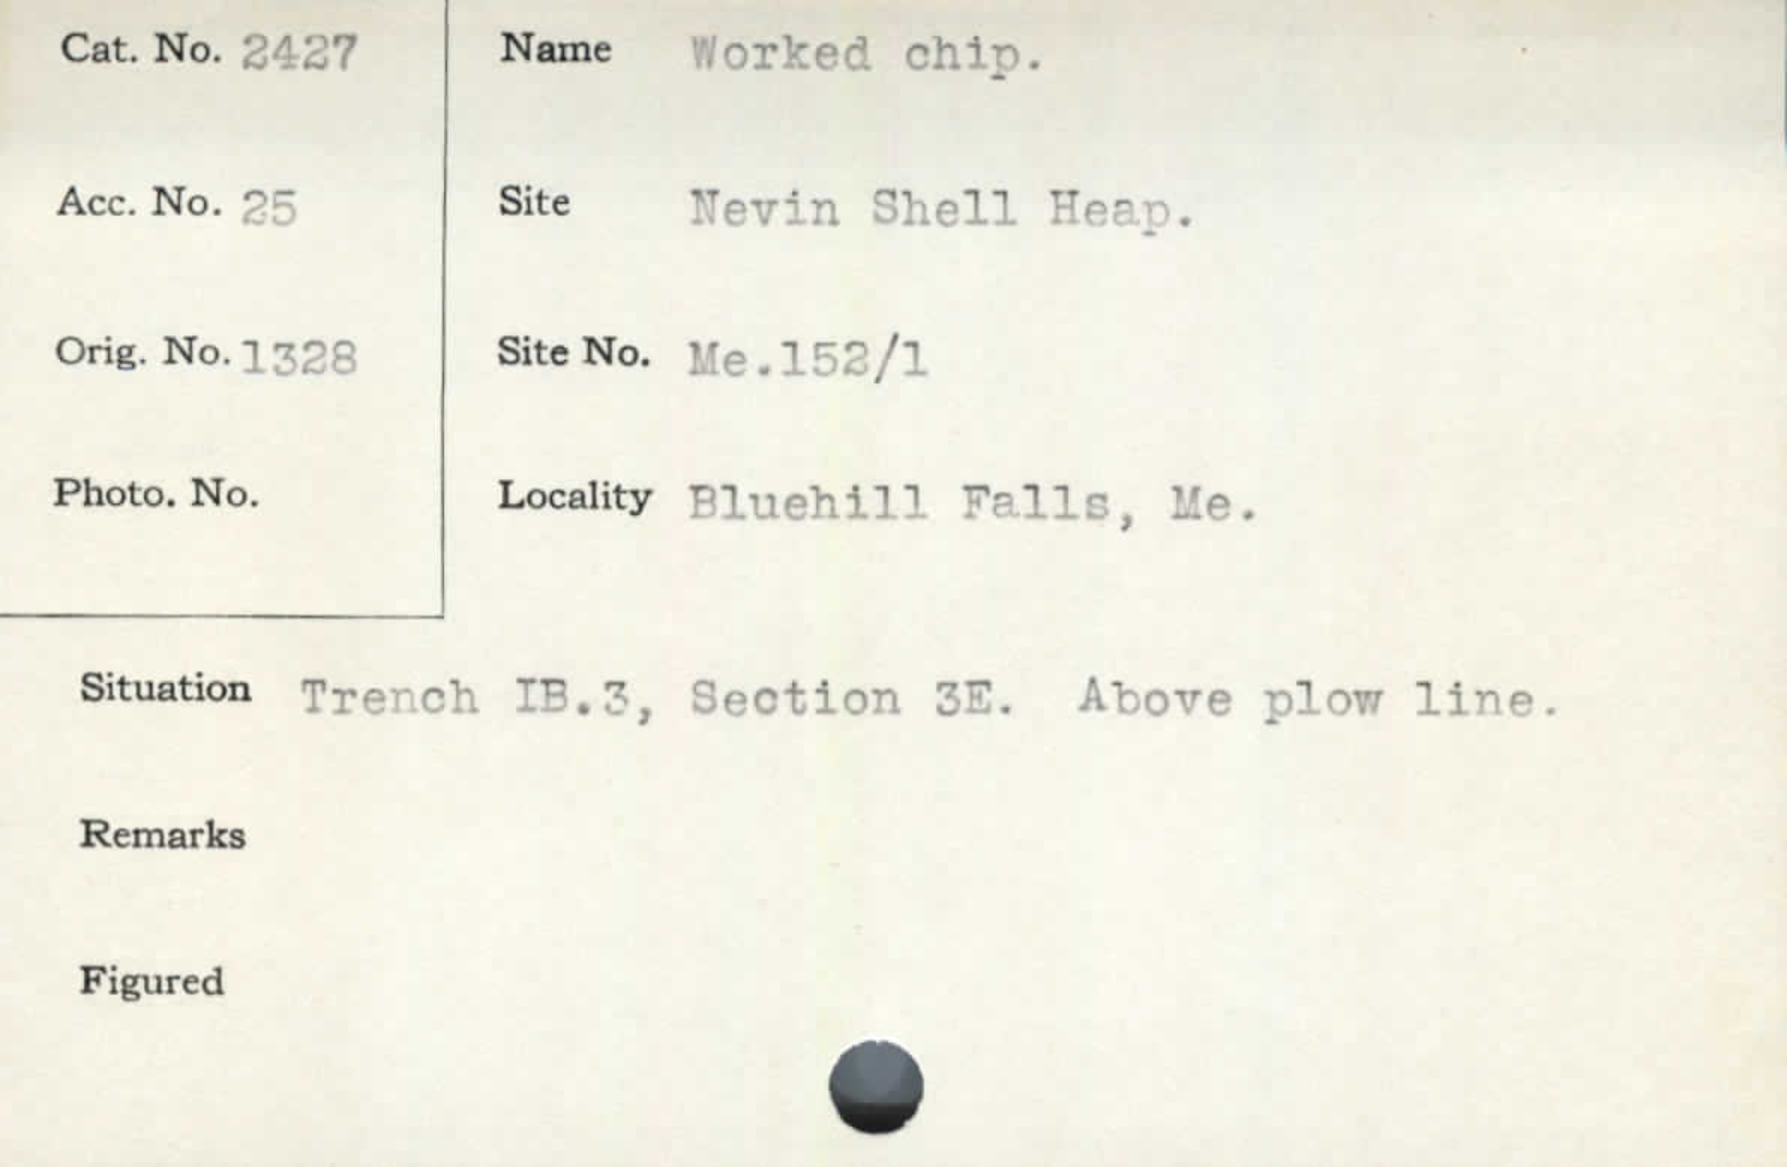 Cat. No. 2427
Acc. No. 25
Orig. No. 1328
Photo. No.
Name Worked chip.
Site Nevin Shell Heap.
Site No. Me.152/1
Locality Bluehill Falls, Me.
Situation Trench IB.3, Section 3E. Above plow line.
Remarks
Figured